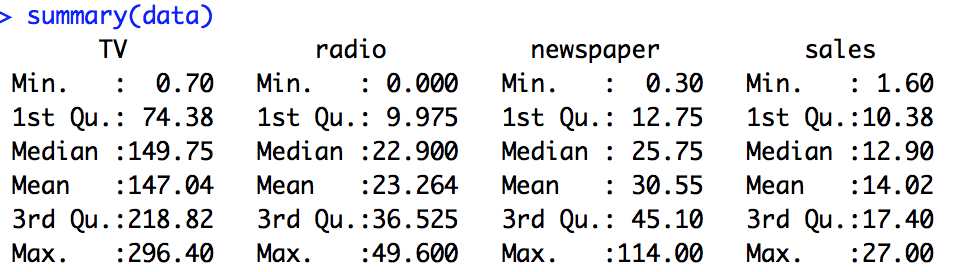 > summary(data)
TV radio newspaper sales
Min. : 0.70 Min. : 0.000 Min. : 0.30 Min. : 1.60
1st Qu.: 74.38 1st Qu.: 9.975 1st Qu.: 12.75 1st Qu.:10.38
Median :149.75 Median :22.900 Median : 25.75 Median :12.90
Mean :147.04 Mean :23.264 Mean : 30.55 Mean :14.02
3rd Qu.:218.82 3rd Qu.:36.525 3rd Qu.: 45.10 3rd Qu.:17.40
Max. :296.40 Max. :49.600 Max. :114.00 Max. :27.00